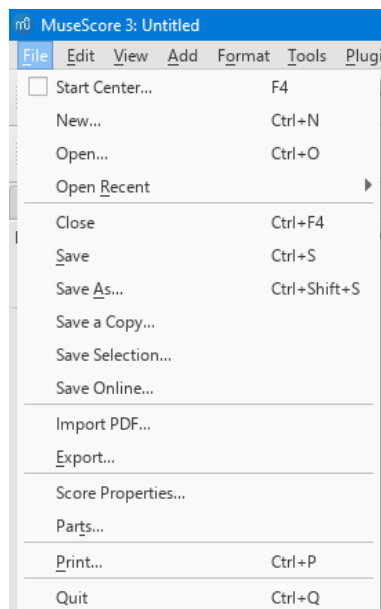 MuseScore 3: Untitled
File Edit View Add Format Tools Plugi
Start Center... F4
New... Ctrl+N
Open... Ctrl+O
Open Recent
Close Ctrl+F4
Save Ctrl+S
Save As... Ctrl+Shift+S
Save a Copy...
Save Selection...
Save Online...
Import PDF...
Export...
Score Properties...
Parts...
Print... Ctrl+P
Quit Ctrl+Q